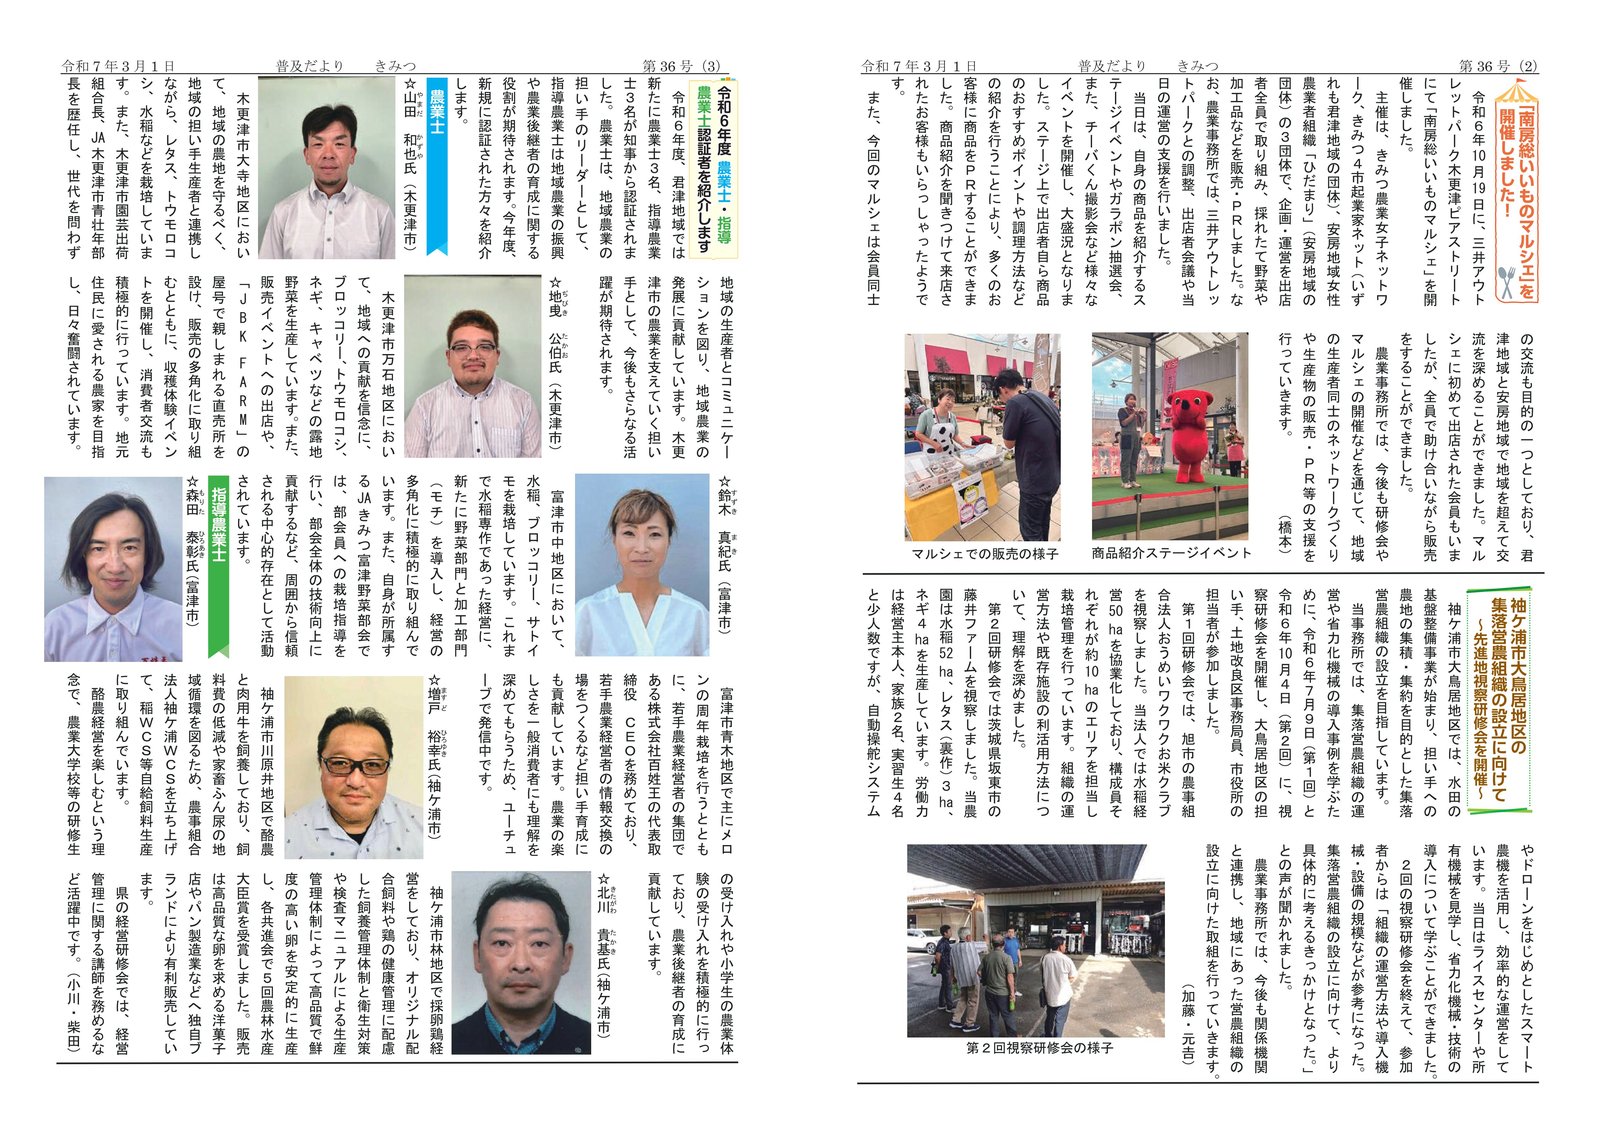 令和７年３月１日　普及だより　きみつ　第36号（2）
「南房総いいものマルシェ」を
開催しました！
令和６年10月19日に、三井アウト
レットパーク木更津ピアストリート
にて「南房総いいものマルシェ」を開
催しました。
主催は、きみつ農業女子ネットワ
ーク、きみつ４市起業家ネット（いず
れも君津地域の団体）、安房地域女性
農業者組織「ひだまり」（安房地域の
団体）の３団体で、企画・運営を出店
者全員で取り組み、採れたて野菜や
加工品などを販売・ＰＲしました。な
お、農業事務所では、三井アウトレッ
トパークとの調整、出店者会議や当
日の運営の支援を行いました。
当日は、自身の商品を紹介するス
テージイベントやガラポン抽選会、
また、チーバくん撮影会など様々な
イベントを開催し、大盛況となりま
した。ステージ上で出店者自ら商品
のおすすめポイントや調理方法など
の紹介を行うことにより、多くのお
客様に商品をＰＲすることができま
した。商品紹介を聞きつけて来店さ
れたお客様もいらっしゃったようで
す。
また、今回のマルシェは会員同士
の交流も目的の一つとしており、君
津地域と安房地域で地域を超えて交
流を深めることができました。マル
シェに初めて出店された会員もいま
したが、全員で助け合いながら販売
をすることができました。
農業事務所では、今後も研修会や
マルシェの開催などを通じて、地域
の生産者同士のネットワークづくり
や生産物の販売・ＰＲ等の支援を
行っていきます。
（橋本）
商品紹介ステージイベント
マルシェでの販売の様子
袖ケ浦市大鳥居地区の
集落営農組織の設立に向けて
～先進地視察研修会を開催～
袖ケ浦市大鳥居地区では、水田の
基盤整備事業が始まり、担い手への
農地の集積・集約を目的とした集落
営農組織の設立を目指しています。
当事務所では、集落営農組織の運
営や省力化機械の導入事例を学ぶた
めに、令和６年７月９日（第１回）と
令和６年10月４日（第２回）に、視
察研修会を開催し、大鳥居地区の担
い手、土地改良区事務局員、市役所の
担当者が参加しました。
第１回研修会では、旭市の農事組
合法人おうめいワクワクお米クラブ
を視察しました。当法人では水稲経
営50haを協業化しており、構成員そ
れぞれが約10haのエリアを担当し
栽培管理を行っています。組織の運
営方法や既存施設の利活用方法につ
いて、理解を深めました。
第２回研修会では茨城県坂東市の
藤井ファームを視察しました。当農
園は水稲52ha、レタス（裏作）３ha、
ネギ４haを生産しています。労働力
は経営主本人、家族２名、実習生４名
と少人数ですが、自動操舵システム
やドローンをはじめとしたスマート
農機を活用し、効率的な運営をして
います。当日はライスセンターや所
有機械を見学し、省力化機械・技術の
導入について学ぶことができました。
２回の視察研修会を終えて、参加
者からは「組織の運営方法や導入機
械・設備の規模などが参考になった。
集落営農組織の設立に向けて、より
具体的に考えるきっかけとなった。」
との声が聞かれました。
農業事務所では、今後も関係機関
と連携し、地域にあった営農組織の
設立に向けた取組を行っていきます。
（加藤・元吉）
第２回視察研修会の様子
令和７年３月１日　普及だより　きみつ　第36号（3）
令和６年度　農業士・指導
農業士認証者を紹介します
令和６年度、君津地域では
新たに農業士３名、指導農業
士３名が知事から認証されま
した。農業士は、地域農業の
担い手のリーダーとして、
指導農業士は地域農業の振興
や農業後継者の育成に関する
役割が期待されます。今年度、
新規に認証された方々を紹介
します。
農業士
☆山田　和也氏（木更津市）
やまだ　かずや
木更津市大寺地区におい
て、地域の農地を守るべく、
地域の担い手生産者と連携し
ながら、レタス、トウモロコ
シ、水稲などを栽培していま
す。また、木更津市園芸出荷
組合長、JA木更津市青壮年部
長を歴任し、世代を問わず
地域の生産者とコミュニケー
ションを図り、地域農業の
発展に貢献しています。木更
津市の農業を支えていく担い
手として、今後もさらなる活
躍が期待されます。
☆地曳　公伯氏（木更津市）
ぢびき　たかお
木更津市万石地区におい
て、地域への貢献を信念に、
ブロッコリー、トウモロコシ、
ネギ、キャベツなどの露地
野菜を生産しています。また、
販売イベントへの出店や、
「ＪＢＫ　ＦＡＲＭ」の
屋号で親しまれる直売所を
設け、販売の多角化に取り組
むとともに、収穫体験イベン
トを開催し、消費者交流も
積極的に行っています。地元
住民に愛される農家を目指
し、日々奮闘されています。
☆鈴木　真紀氏（富津市）
すずき　まき
富津市中地区において、
水稲、ブロッコリー、サトイ
モを栽培しています。これま
で水稲専作であった経営に、
新たに野菜部門と加工部門
（モチ）を導入し、経営の
多角化に積極的に取り組んで
います。また、自身が所属す
るJAきみつ富津野菜部会で
は、部会員への栽培指導を
行い、部会全体の技術向上に
貢献するなど、周囲から信頼
される中心的存在として活動
されています。
指導農業士
☆森田　泰彰氏（富津市）
もりた　ひろあき
富津市青木地区で主にメロ
ンの周年栽培を行うととも
に、若手農業経営者の集団で
ある株式会社百姓王の代表取
締役　ＣＥＯを務めており、
若手農業経営者の情報交換の
場をつくるなど担い手育成に
も貢献しています。農業の楽
しさを一般消費者にも理解を
深めてもらうため、ユーチュ
ーブで発信中です。
☆増戸　裕幸氏（袖ケ浦市）
ますど　ひろゆき
袖ケ浦市川原井地区で酪農
と肉用牛を飼養しており、飼
料費の低減や家畜ふん尿の地
域循環を図るため、農事組合
法人袖ケ浦ＷＣＳを立ち上げ
て、稲ＷＣＳ等自給飼料生産
に取り組んでいます。
酪農経営を楽しむという理
念で、農業大学校等の研修生
の受け入れや小学生の農業体
験の受け入れを積極的に行っ
ており、農業後継者の育成に
貢献しています。
☆北川　貴基氏（袖ケ浦市）
きたがわ　たかき
袖ケ浦市林地区で採卵鶏経
営をしており、オリジナル配
合飼料や鶏の健康管理に配慮
した飼養管理体制と衛生対策
や検査マニュアルによる生産
管理体制によって高品質で鮮
度の高い卵を安定的に生産
し、各共進会で５回農林水産
大臣賞を受賞しました。販売
は高品質な卵を求める洋菓子
店やパン製造業などへ独自ブ
ランドにより有利販売してい
ます。
県の経営研修会では、経営
管理に関する講師を務めるな
ど活躍中です。（小川・柴田）